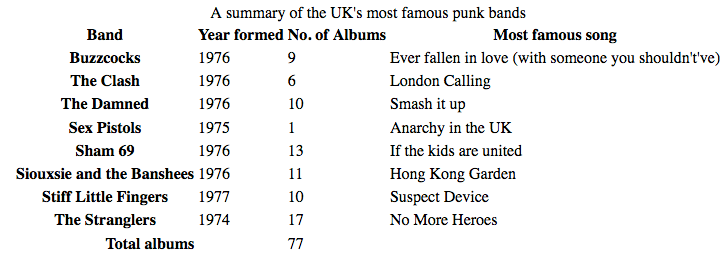 A summary of the UK's most famous punk bands
Band Year formed No. of Albums Most famous song
Buzzcocks 1976 9 Ever fallen in love (with someone you shouldn't've)
The Clash 1976 6 London Calling
The Damned 1976 10 Smash it up
Sex Pistols 1975 1 Anarchy in the UK
Sham 69 1976 13 If the kids are united
Siouxsie and the Banshees 1976 11 Hong Kong Garden
Stiff Little Fingers 1977 10 Suspect Device
The Stranglers 1974 17 No More Heroes
Total albums 77